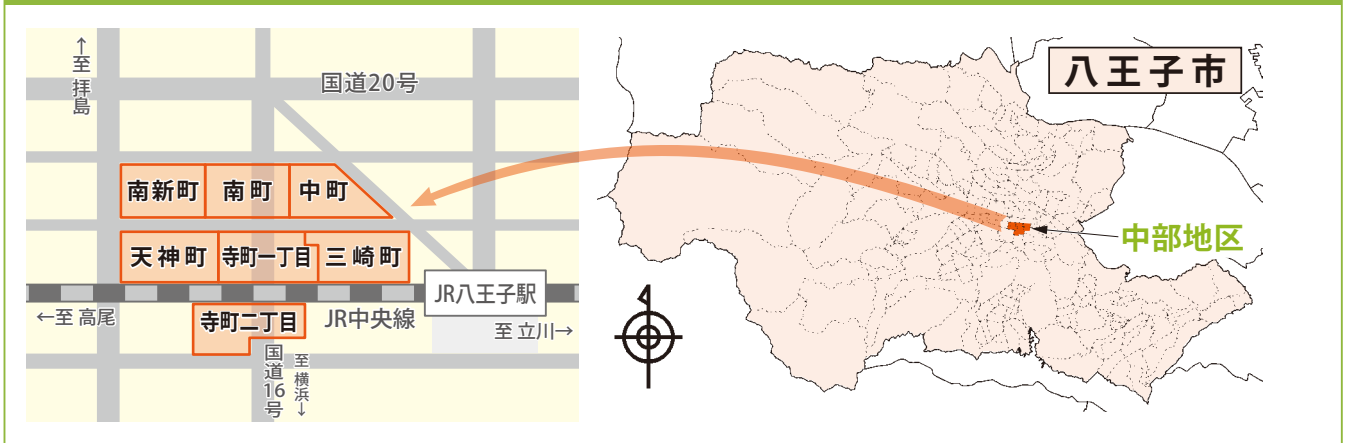 ↑至 拝島
国道20号
南新町
南町
中町
天神町
寺町一丁目
三崎町
JR八王子駅
←至 高尾
寺町二丁目
JR中央線
至 立川→
国道16号
至 横浜↓
八王子市
中部地区